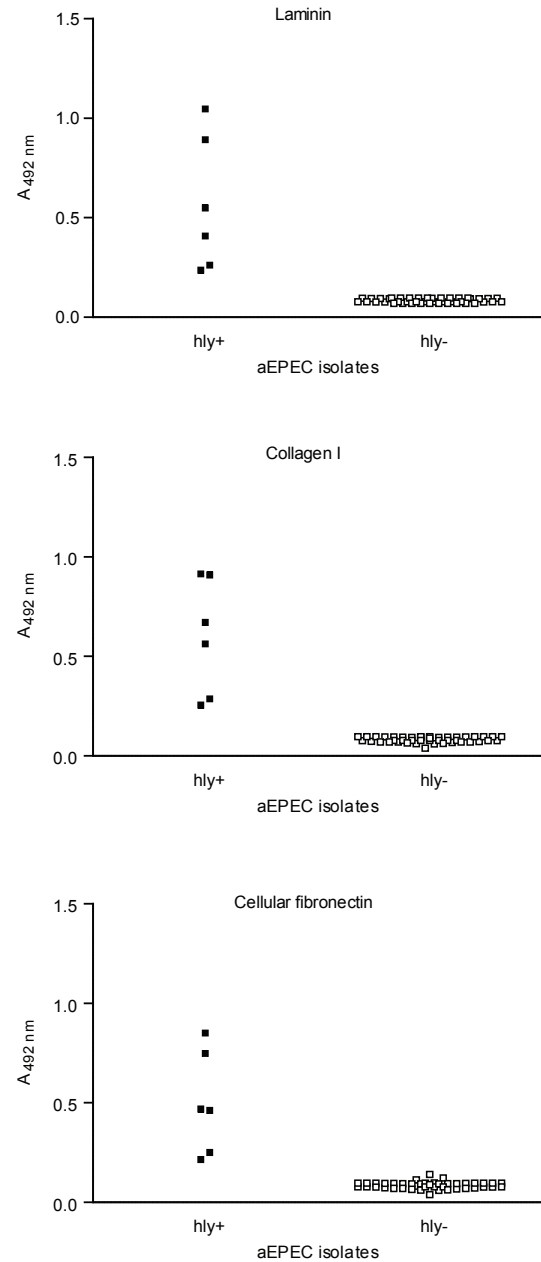 Laminin
1.5
1.0
0.5
0.0
A492 nm
hly+ hly-
aEPEC isolates
Collagen I
1.5
1.0
0.5
0.0
A492 nm
hly+ hly-
aEPEC isolates
Cellular fibronectin
1.5
1.0
0.5
0.0
A492 nm
hly+ hly-
aEPEC isolates